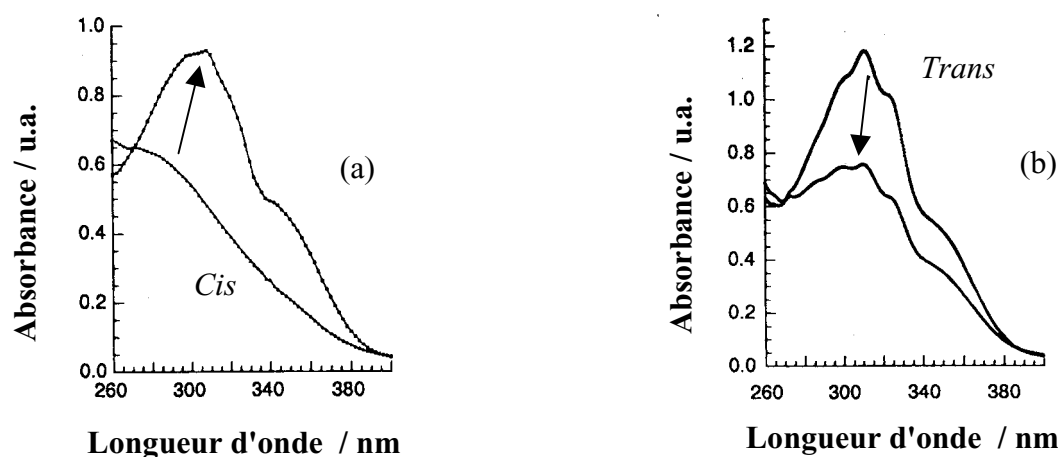 1.0
0.8
0.6
0.4
0.2
0.0
Absorbance / u.a.
(a)
Cis
260 300 340 380
Longueur d'onde / nm
1.2
1.0
0.8
0.6
0.4
0.2
0.0
Absorbance / u.a.
Trans
(b)
260 300 340 380
Longueur d'onde / nm